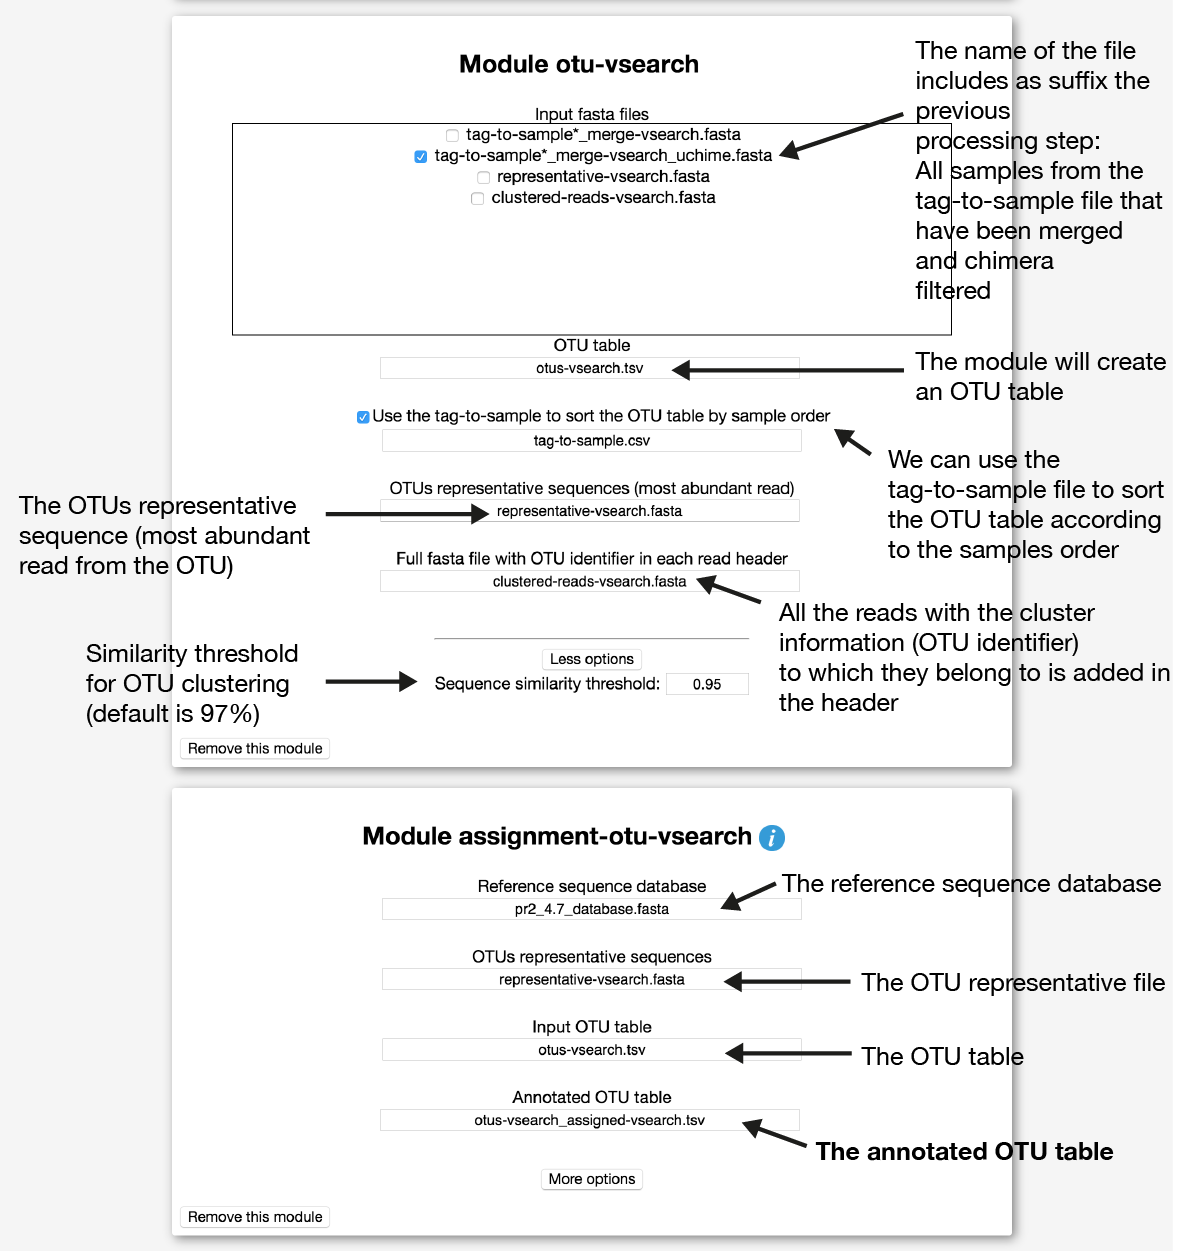 Module otu-vsearch
Input fasta files
tag-to-sample*_merge-vsearch.fasta
tag-to-sample*_merge-vsearch_uchime.fasta
representative-vsearch.fasta
clustered-reads-vsearch.fasta
The name of the file
includes as suffix the
previous
processing step:
All samples from the
tag-to-sample file that
have been merged
and chimera
filtered
OTU table
otus-vsearch.tsv
The module will create
an OTU table
Use the tag-to-sample to sort the OTU table by sample order
tag-to-sample.csv
We can use the
tag-to-sample file to sort
the OTU table according
to the samples order
OTUs representative sequences (most abundant read)
representative-vsearch.fasta
The OTUs representative
sequence (most abundant
read from the OTU)
Full fasta file with OTU identifier in each read header
clustered-reads-vsearch.fasta
All the reads with the cluster
information (OTU identifier)
to which they belong to is added in
the header
Less options
Similarity threshold
for OTU clustering
(default is 97%)
Sequence similarity threshold: 0.95
Remove this module
Module assignment-otu-vsearch i
Reference sequence database
pr2_4.7_database.fasta
The reference sequence database
OTUs representative sequences
representative-vsearch.fasta
The OTU representative file
Input OTU table
otus-vsearch.tsv
The OTU table
Annotated OTU table
otus-vsearch_assigned-vsearch.tsv
The annotated OTU table
More options
Remove this module